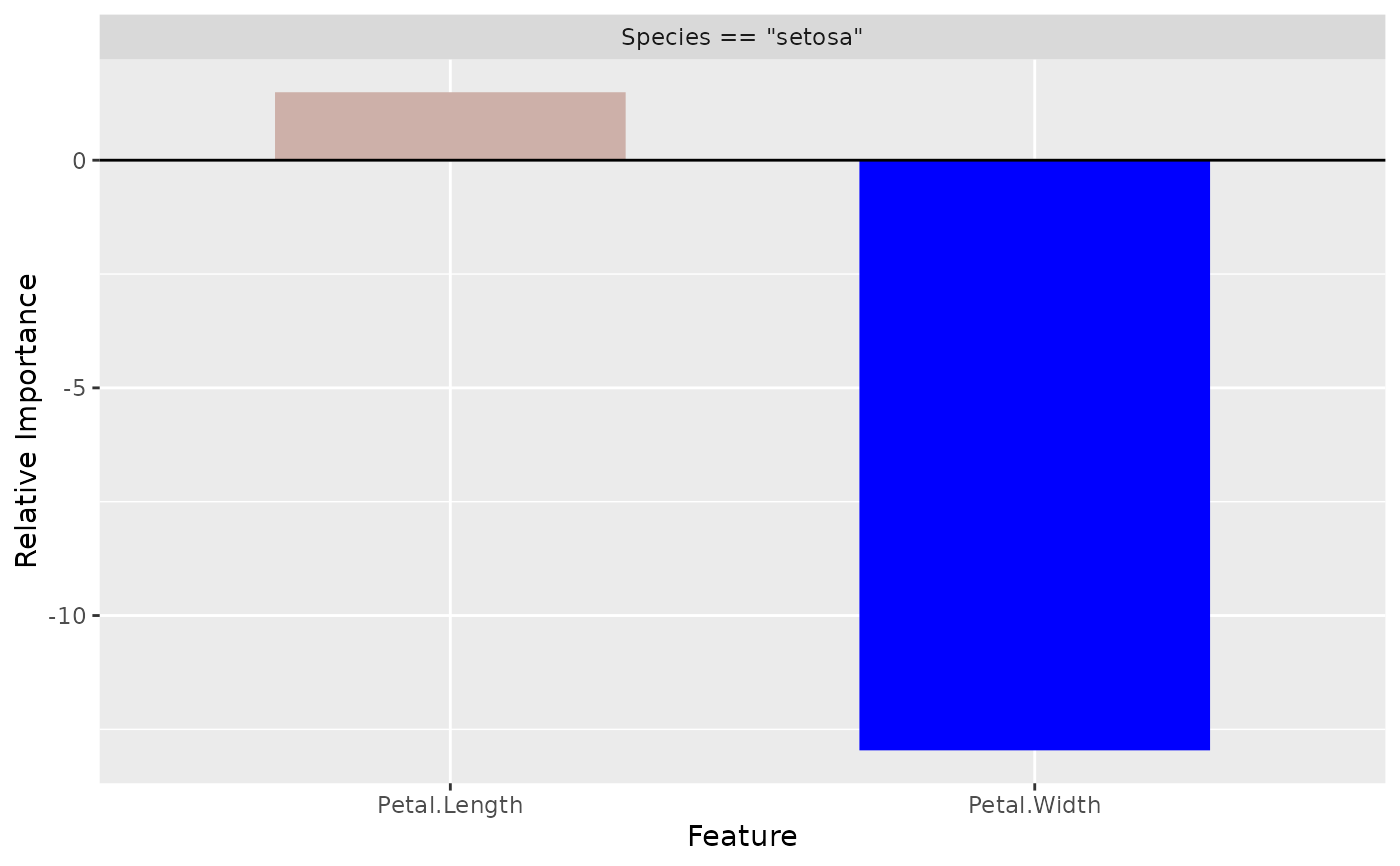 Species == "setosa"
0
-5
-10
Relative Importance
Petal.Length
Petal.Width
Feature